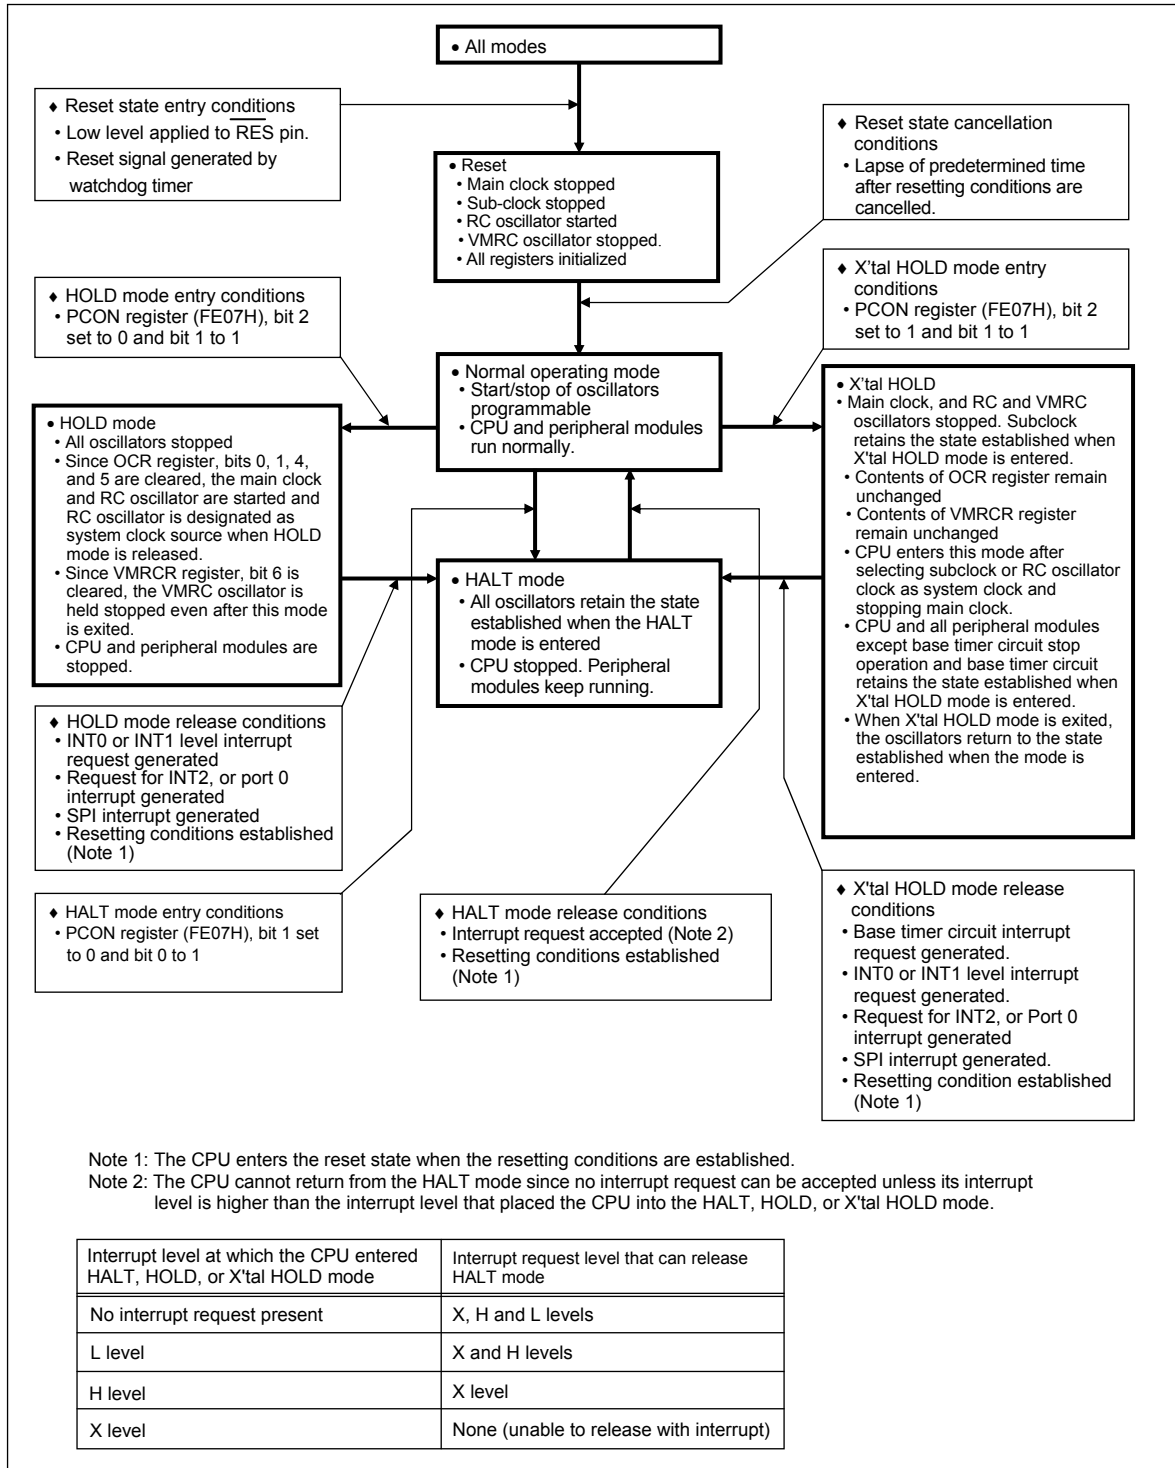 • All modes
♦ Reset state entry conditions
• Low level applied to RES pin.
• Reset signal generated by
watchdog timer
♦ Reset state cancellation
conditions
• Lapse of predetermined time
after resetting conditions are
cancelled.
• Reset
• Main clock stopped
• Sub-clock stopped
• RC oscillator started
• VMRC oscillator stopped.
• All registers initialized
♦ HOLD mode entry conditions
• PCON register (FE07H), bit 2
set to 0 and bit 1 to 1
♦ X'tal HOLD mode entry
conditions
• PCON register (FE07H), bit 2
set to 1 and bit 1 to 1
• Normal operating mode
• Start/stop of oscillators
programmable
• CPU and peripheral modules
run normally.
• HOLD mode
• All oscillators stopped
• Since OCR register, bits 0, 1, 4,
and 5 are cleared, the main clock
and RC oscillator are started and
RC oscillator is designated as
system clock source when HOLD
mode is released.
• Since VMRCR register, bit 6 is
cleared, the VMRC oscillator is
held stopped even after this mode
is exited.
• CPU and peripheral modules are
stopped.
• X'tal HOLD
• Main clock, and RC and VMRC
oscillators stopped. Subclock
retains the state established when
X'tal HOLD mode is entered.
• Contents of OCR register remain
unchanged
• Contents of VMRCR register
remain unchanged
• CPU enters this mode after
selecting subclock or RC oscillator
clock as system clock and
stopping main clock.
• CPU and all peripheral modules
except base timer circuit stop
operation and base timer circuit
retains the state established when
X'tal HOLD mode is entered.
• When X'tal HOLD mode is exited,
the oscillators return to the state
established when the mode is
entered.
• HALT mode
• All oscillators retain the state
established when the HALT
mode is entered
• CPU stopped. Peripheral
modules keep running.
♦ HOLD mode release conditions
• INT0 or INT1 level interrupt
request generated
• Request for INT2, or port 0
interrupt generated
• SPI interrupt generated
• Resetting conditions established
(Note 1)
♦ HALT mode entry conditions
• PCON register (FE07H), bit 1 set
to 0 and bit 0 to 1
♦ HALT mode release conditions
• Interrupt request accepted (Note 2)
• Resetting conditions established
(Note 1)
♦ X'tal HOLD mode release
conditions
• Base timer circuit interrupt
request generated.
• INT0 or INT1 level interrupt
request generated.
• Request for INT2, or Port 0
interrupt generated
• SPI interrupt generated.
• Resetting condition established
(Note 1)
Note 1: The CPU enters the reset state when the resetting conditions are established.
Note 2: The CPU cannot return from the HALT mode since no interrupt request can be accepted unless its interrupt
level is higher than the interrupt level that placed the CPU into the HALT, HOLD, or X'tal HOLD mode.
Interrupt level at which the CPU entered
HALT, HOLD, or X'tal HOLD mode
Interrupt request level that can release
HALT mode
No interrupt request present
X, H and L levels
L level
X and H levels
H level
X level
X level
None (unable to release with interrupt)